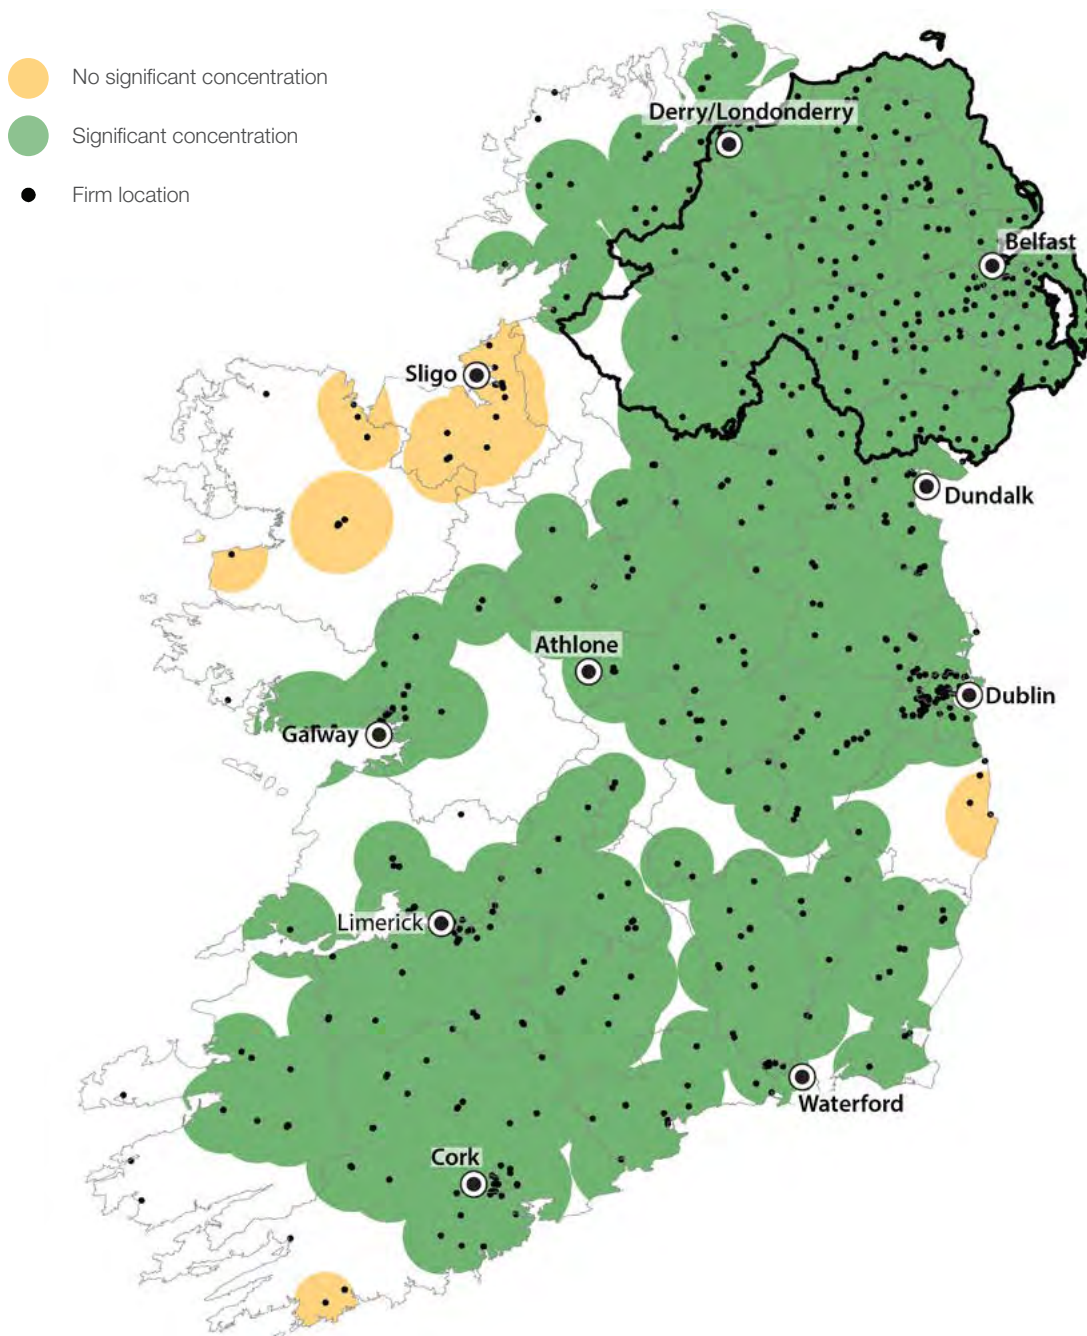 No significant concentration
Significant concentration
Firm location
Derry/Londonderry
Belfast
Sligo
Dundalk
Athlone
Dublin
Galway
Limerick
Waterford
Cork